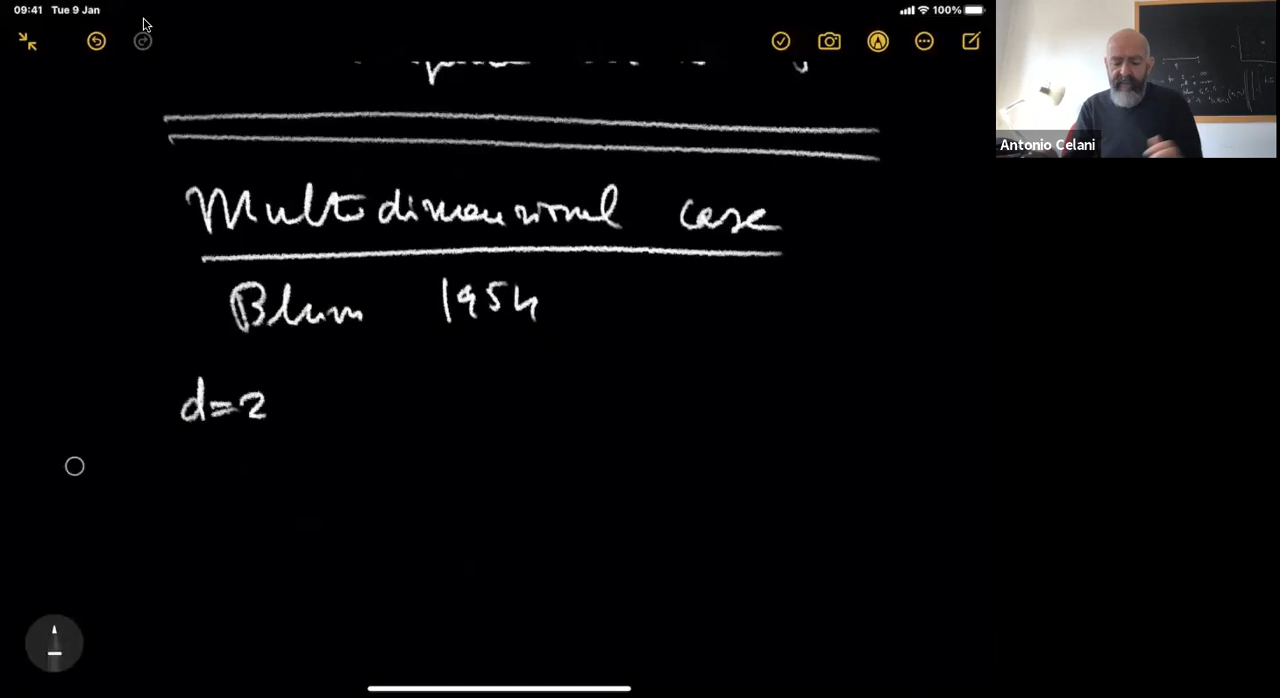 09:41 Tue 9 Jan 100%
Multidimensional case
Blum 1954
d=2
Antonio Celani